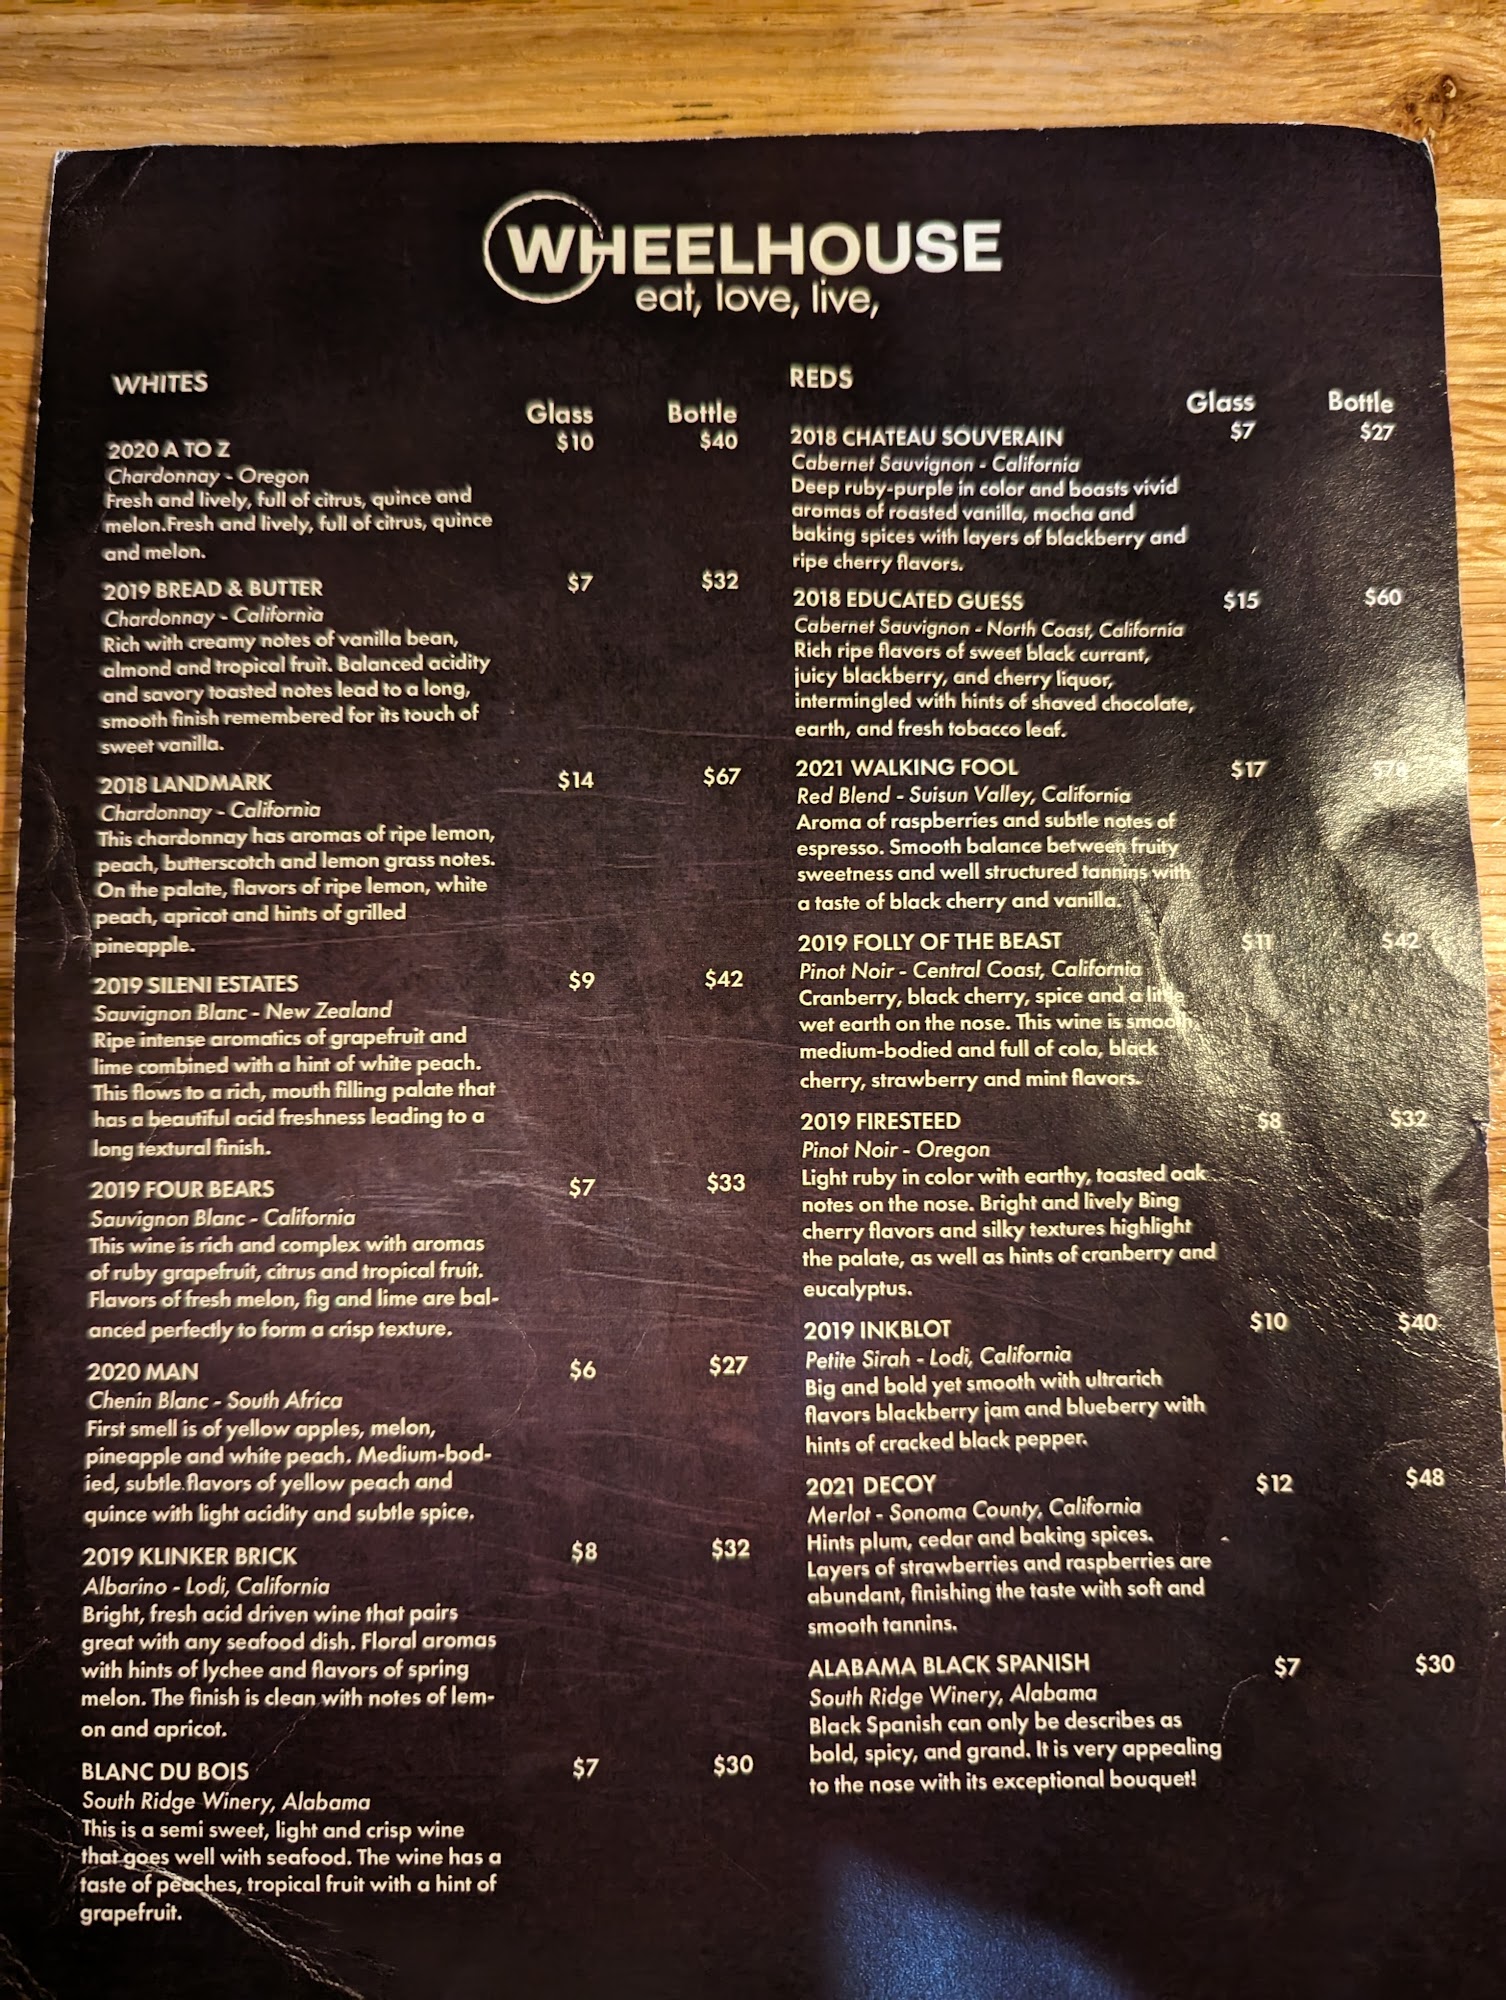 WHEELHOUSE
eat, love, live,
WHITES
Glass Bottle
2020 A TO Z $10 $40
Chardonnay - Oregon
Fresh and lively, full of citrus, quince and
melon.Fresh and lively, full of citrus, quince
and melon.
2019 BREAD & BUTTER $7 $32
Chardonnay - California
Rich with creamy notes of vanilla bean,
almond and tropical fruit. Balanced acidity
and savory toasted notes lead to a long,
smooth finish remembered for its touch of
sweet vanilla.
2018 LANDMARK $14 $67
Chardonnay - California
This chardonnay has aromas of ripe lemon,
peach, butterscotch and lemon grass notes.
On the palate, flavors of ripe lemon, white
peach, apricot and hints of grilled
pineapple.
2019 SILENI ESTATES $9 $42
Sauvignon Blanc - New Zealand
Ripe intense aromatics of grapefruit and
lime combined with a hint of white peach.
This flows to a rich, mouth filling palate that
has a beautiful acid freshness leading to a
long textural finish.
2019 FOUR BEARS $7 $33
Sauvignon Blanc - California
This wine is rich and complex with aromas
of ruby grapefruit, citrus and tropical fruit.
Flavors of fresh melon, fig and lime are bal-
anced perfectly to form a crisp texture.
2020 MAN $6 $27
Chenin Blanc - South Africa
First smell is of yellow apples, melon,
pineapple and white peach. Medium-bod-
ied, subtle flavors of yellow peach and
quince with light acidity and subtle spice.
2019 KLINKER BRICK $8 $32
Albarino - Lodi, California
Bright, fresh acid driven wine that pairs
great with any seafood dish. Floral aromas
with hints of lychee and flavors of spring
melon. The finish is clean with notes of lem-
on and apricot.
BLANC DU BOIS $7 $30
South Ridge Winery, Alabama
This is a semi sweet, light and crisp wine
that goes well with seafood. The wine has a
taste of peaches, tropical fruit with a hint of
grapefruit.
REDS
Glass Bottle
2018 CHATEAU SOUVERAIN $7 $27
Cabernet Sauvignon - California
Deep ruby-purple in color and boasts vivid
aromas of roasted vanilla, mocha and
baking spices with layers of blackberry and
ripe cherry flavors.
2018 EDUCATED GUESS $15 $60
Cabernet Sauvignon - North Coast, California
Rich ripe flavors of sweet black currant,
juicy blackberry, and cherry liquor,
intermingled with hints of shaved chocolate,
earth, and fresh tobacco leaf.
2021 WALKING FOOL $17
Red Blend - Suisun Valley, California
Aroma of raspberries and subtle notes of
espresso. Smooth balance between fruity
sweetness and well structured tannins with
a taste of black cherry and vanilla.
2019 FOLLY OF THE BEAST $11 $42
Pinot Noir - Central Coast, California
Cranberry, black cherry, spice and a little
wet earth on the nose. This wine is smooth,
medium-bodied and full of cola, black
cherry, strawberry and mint flavors.
2019 FIRESTEED $8 $32
Pinot Noir - Oregon
Light ruby in color with earthy, toasted oak
notes on the nose. Bright and lively Bing
cherry flavors and silky textures highlight
the palate, as well as hints of cranberry and
eucalyptus.
2019 INKBLOT $10 $40
Petite Sirah - Lodi, California
Big and bold yet smooth with ultrarich
flavors blackberry jam and blueberry with
hints of cracked black pepper.
2021 DECOY $12 $48
Merlot - Sonoma County, California
Hints plum, cedar and baking spices.
Layers of strawberries and raspberries are
abundant, finishing the taste with soft and
smooth tannins.
ALABAMA BLACK SPANISH $7 $30
South Ridge Winery, Alabama
Black Spanish can only be describes as
bold, spicy, and grand. It is very appealing
to the nose with its exceptional bouquet!